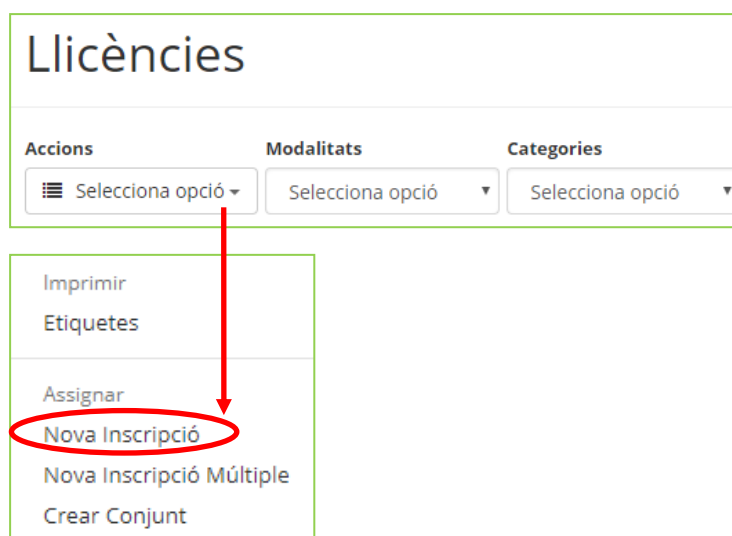 Llicències
Accions Modalitats Categories
Selecciona opció Selecciona opció Selecciona opció
Imprimir
Etiquetes
Assignar
Nova Inscripció
Nova Inscripció Múltiple
Crear Conjunt